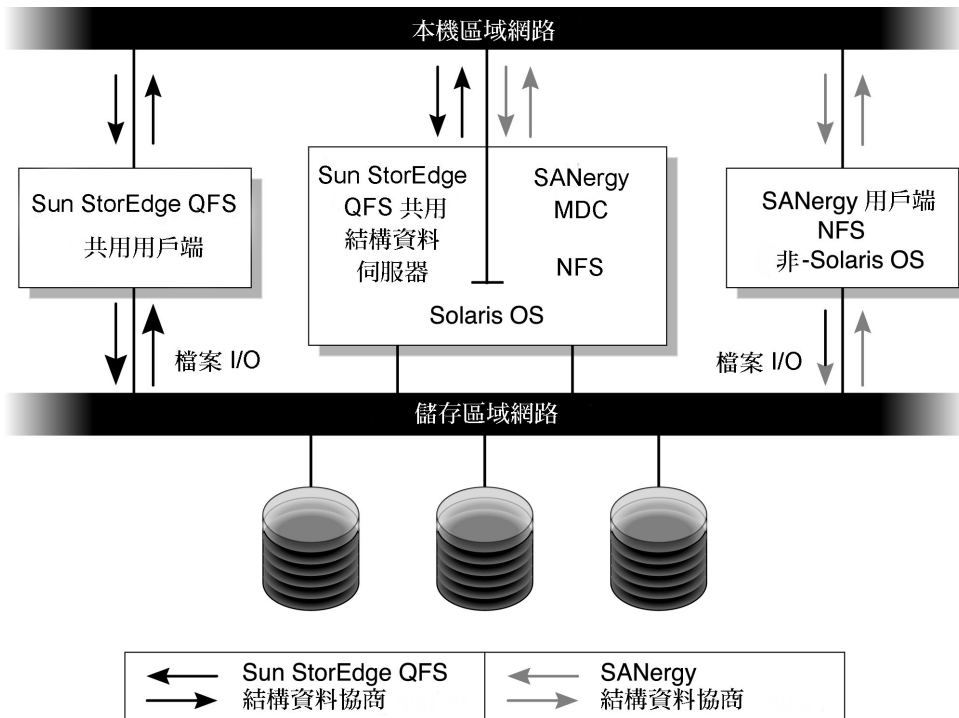 本機區域網路
Sun StorEdge QFS
共用用戶端
Sun StorEdge
QFS 共用
結構資料
伺服器
SANergy
MDC
NFS
Solaris OS
SANergy 用戶端
NFS
非-Solaris OS
檔案 I/O
檔案 I/O
儲存區域網路
Sun StorEdge QFS
結構資料協商
SANergy
結構資料協商